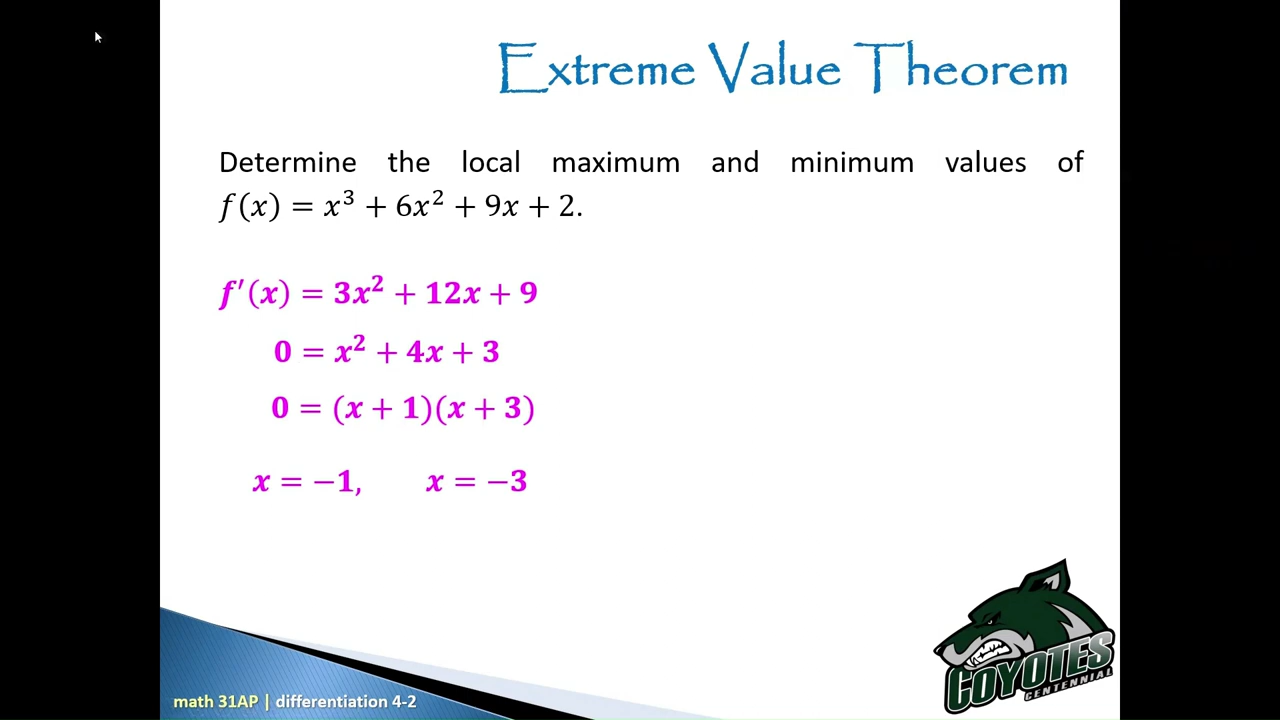 Extreme Value Theorem
Determine the local maximum and minimum values of
f(x) = x³ + 6x² + 9x + 2.
f′(x) = 3x² + 12x + 9
0 = x² + 4x + 3
0 = (x + 1)(x + 3)
x = −1, x = −3
COYOTES
CENTENNIAL
math 31AP | differentiation 4-2